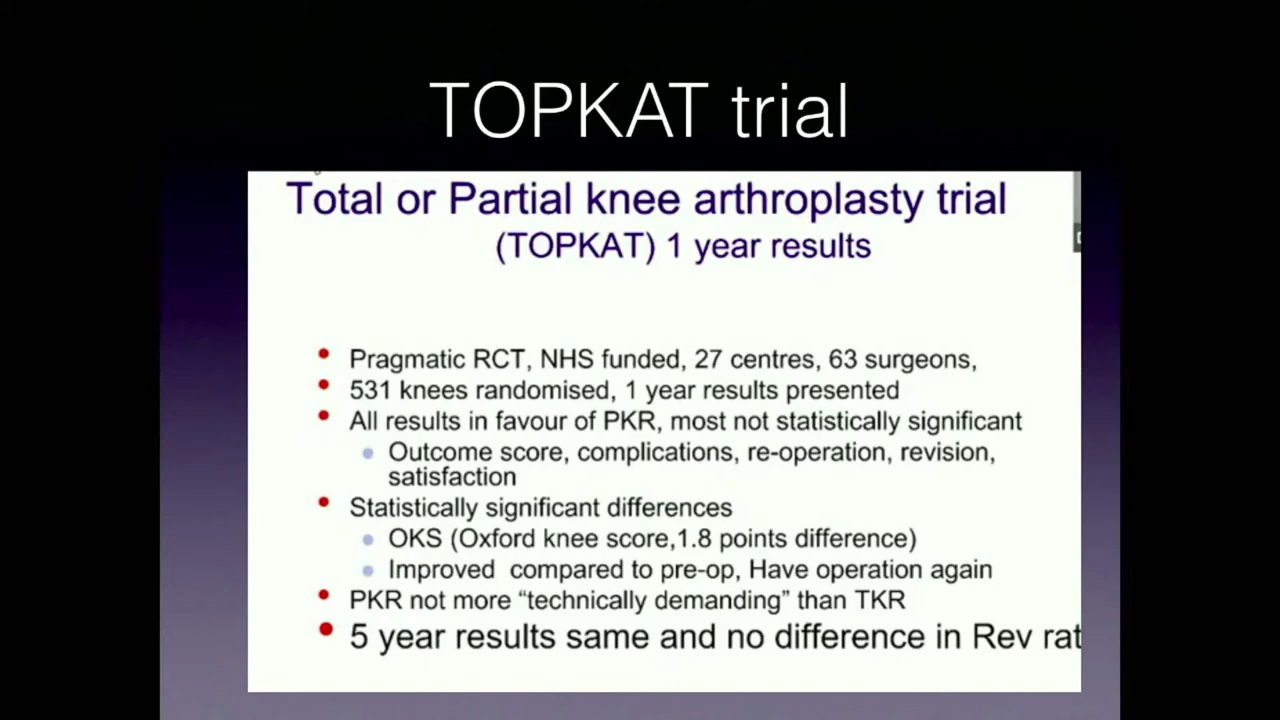 TOPKAT trial
Total or Partial knee arthroplasty trial
(TOPKAT) 1 year results
Pragmatic RCT, NHS funded, 27 centres, 63 surgeons,
531 knees randomised, 1 year results presented
All results in favour of PKR, most not statistically significant
Outcome score, complications, re-operation, revision,
satisfaction
Statistically significant differences
OKS (Oxford knee score,1.8 points difference)
Improved compared to pre-op, Have operation again
PKR not more “technically demanding” than TKR
5 year results same and no difference in Rev rat